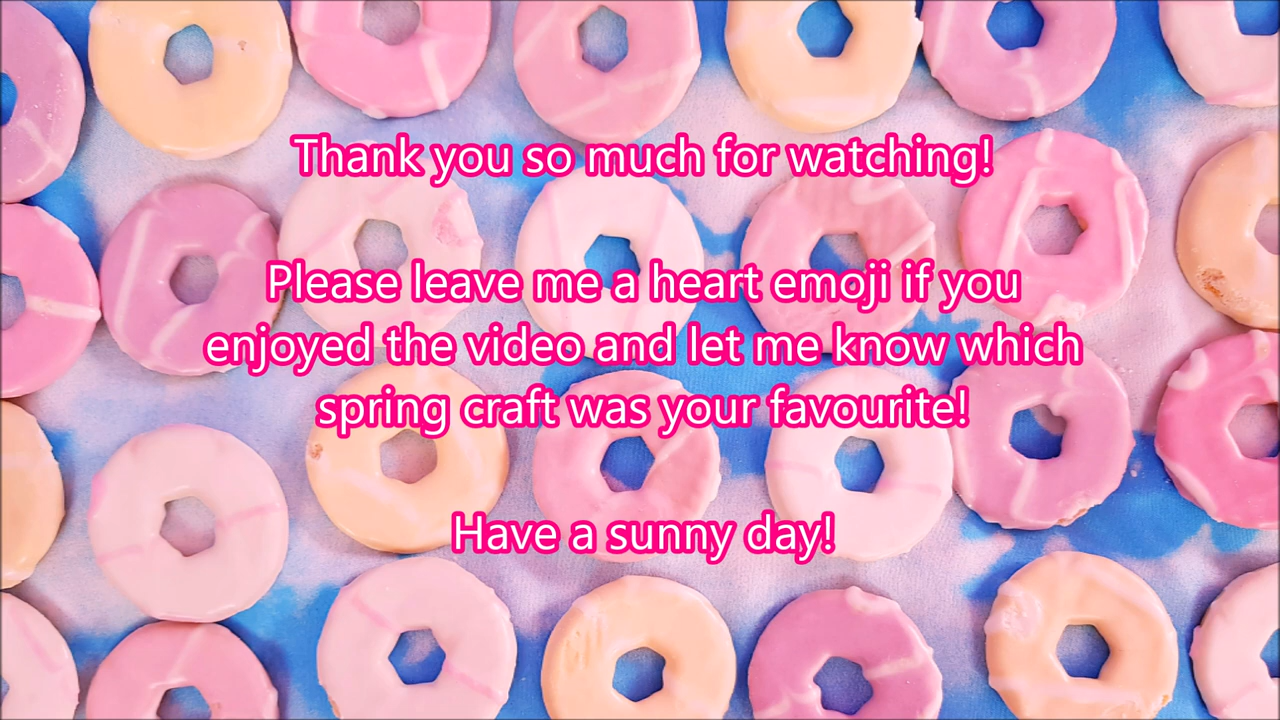 Thank you so much for watching!
Please leave me a heart emoji if you
enjoyed the video and let me know which
spring craft was your favourite!
Have a sunny day!